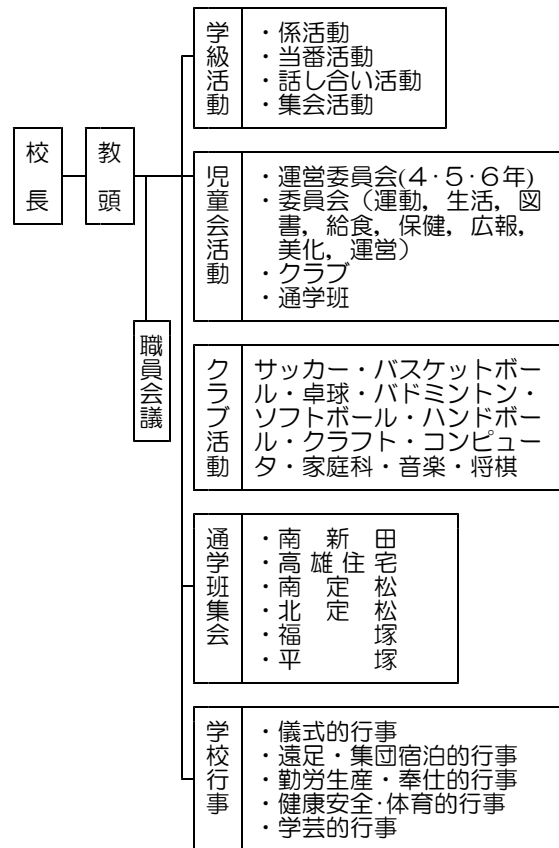 校長
教頭
職員会議
学級活動
・係活動
・当番活動
・話し合い活動
・集会活動
児童会活動
・運営委員会(4・5・6年)
・委員会（運動，生活，図
書，給食，保健，広報，
美化，運営）
・クラブ
・通学班
クラブ活動
サッカー・バスケットボー
ル・卓球・バドミントン・
ソフトボール・ハンドボー
ル・クラフト・コンピュー
タ・家庭科・音楽・将棋
通学班集会
・南新田
・高雄住宅
・南定松
・北定松
・福塚
・平塚
学校行事
・儀式的行事
・遠足・集団宿泊的行事
・勤労生産・奉仕的行事
・健康安全・体育的行事
・学芸的行事